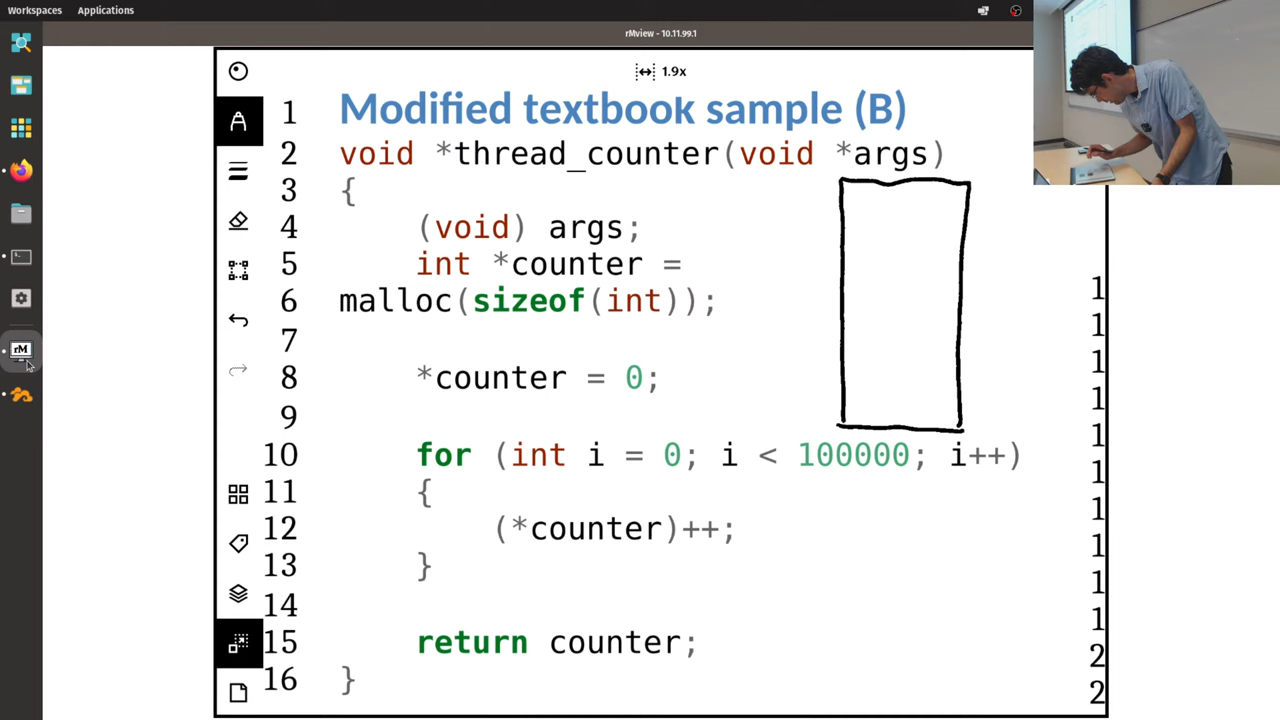 Workspaces Applications
rMview - 10.11.99.1
1.9x
1 Modified textbook sample (B)
2 void *thread_counter(void *args)
3 {
4 (void) args;
5 int *counter =
6 malloc(sizeof(int));
7
8 *counter = 0;
9
10 for (int i = 0; i < 100000; i++)
11 {
12 (*counter)++;
13 }
14
15 return counter;
16 }
1
1
1
1
1
1
1
1
1
1
2
2
rM